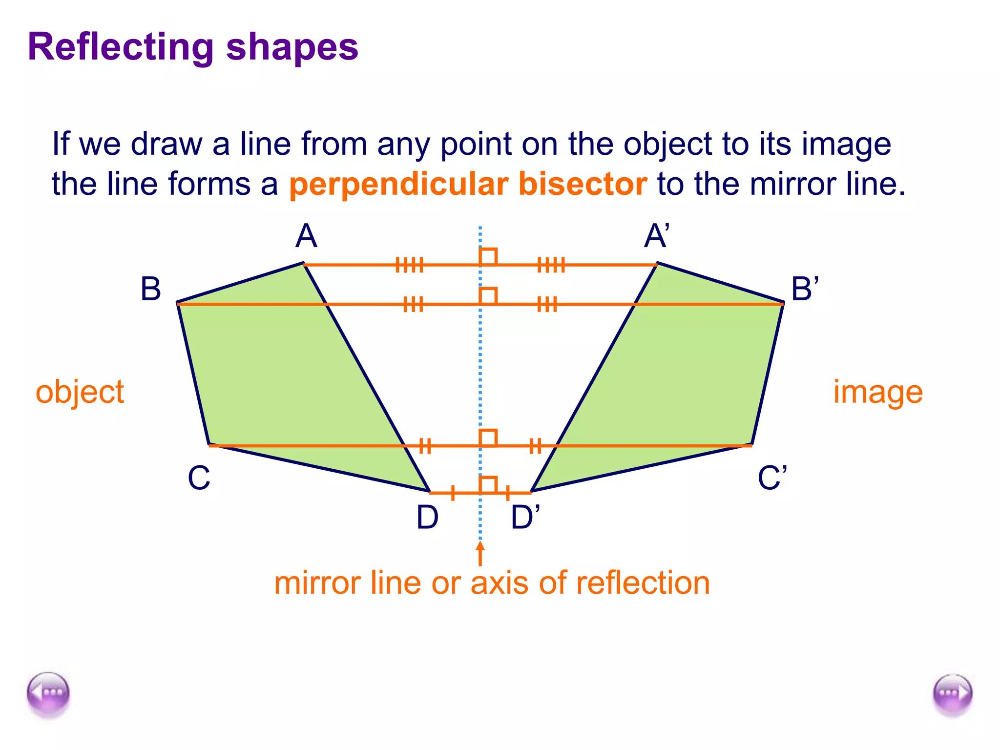 Reflecting shapes
If we draw a line from any point on the object to its image
the line forms a perpendicular bisector to the mirror line.
A A’
B B’
object image
C C’
D D’
mirror line or axis of reflection